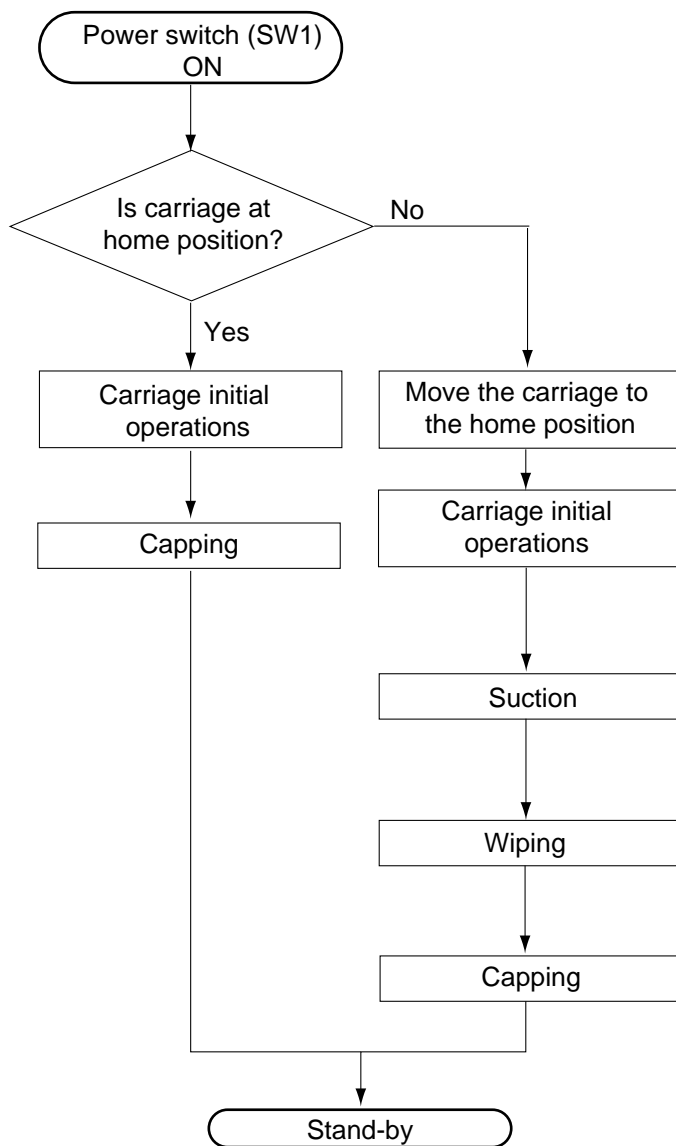 Power switch (SW1)
ON
Is carriage at
home position?
No
Yes
Carriage initial
operations
Move the carriage to
the home position
Capping
Carriage initial
operations
Suction
Wiping
Capping
Stand-by